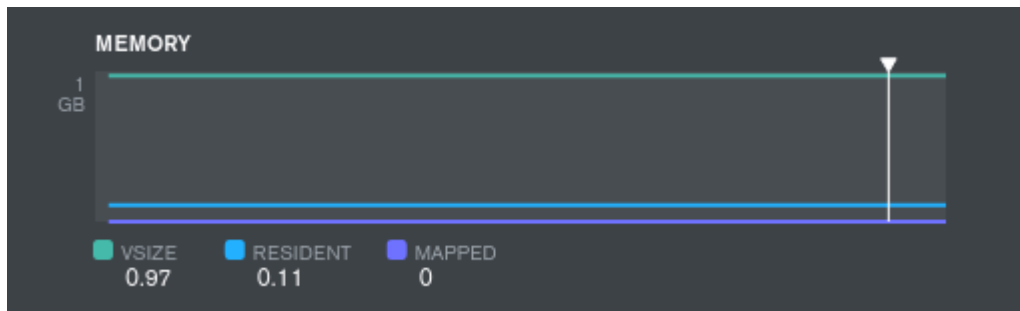 MEMORY
1
GB
VSIZE RESIDENT MAPPED
0.97 0.11 0